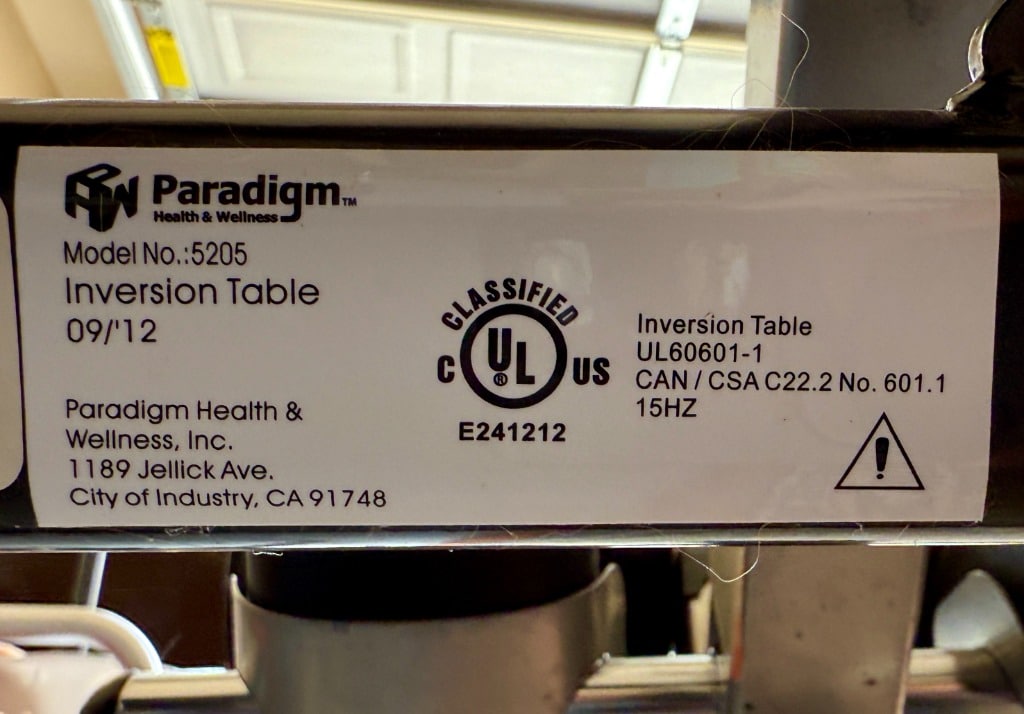 Paradigm™
Health & Wellness
Model No.:5205
Inversion Table
09/'12
Paradigm Health &
Wellness, Inc.
1189 Jellick Ave.
City of Industry, CA 91748
CLASSIFIED
C UL® US
E241212
Inversion Table
UL60601-1
CAN / CSA C22.2 No. 601.1
15HZ
!